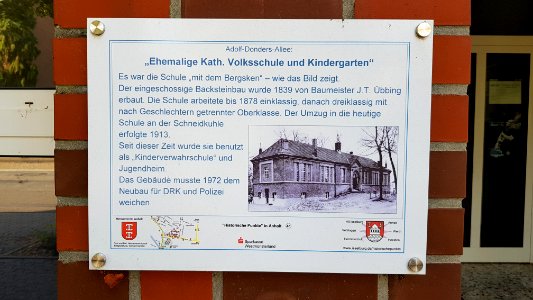 Adolf-Donders-Allee:
„Ehemalige Kath. Volksschule und Kindergarten“
Es war die Schule „mit dem Bergsken“ – wie das Bild zeigt.
Der eingeschossige Backsteinbau wurde 1839 von Baumeister J.T. Übbing
erbaut. Die Schule arbeitete bis 1878 einklassig, danach dreiklassig mit
nach Geschlechtern getrennter Oberklasse. Der Umzug in die heutige
Schule an der Schneidkuhle
erfolgte 1913.
Seit dieser Zeit wurde sie benutzt
als „Kinderverwahrschule“ und
Jugendheim.
Das Gebäude musste 1972 dem
Neubau für DRK und Polizei
weichen
"Historische Punkte" in Anholt
Sparkasse
Westmünsterland